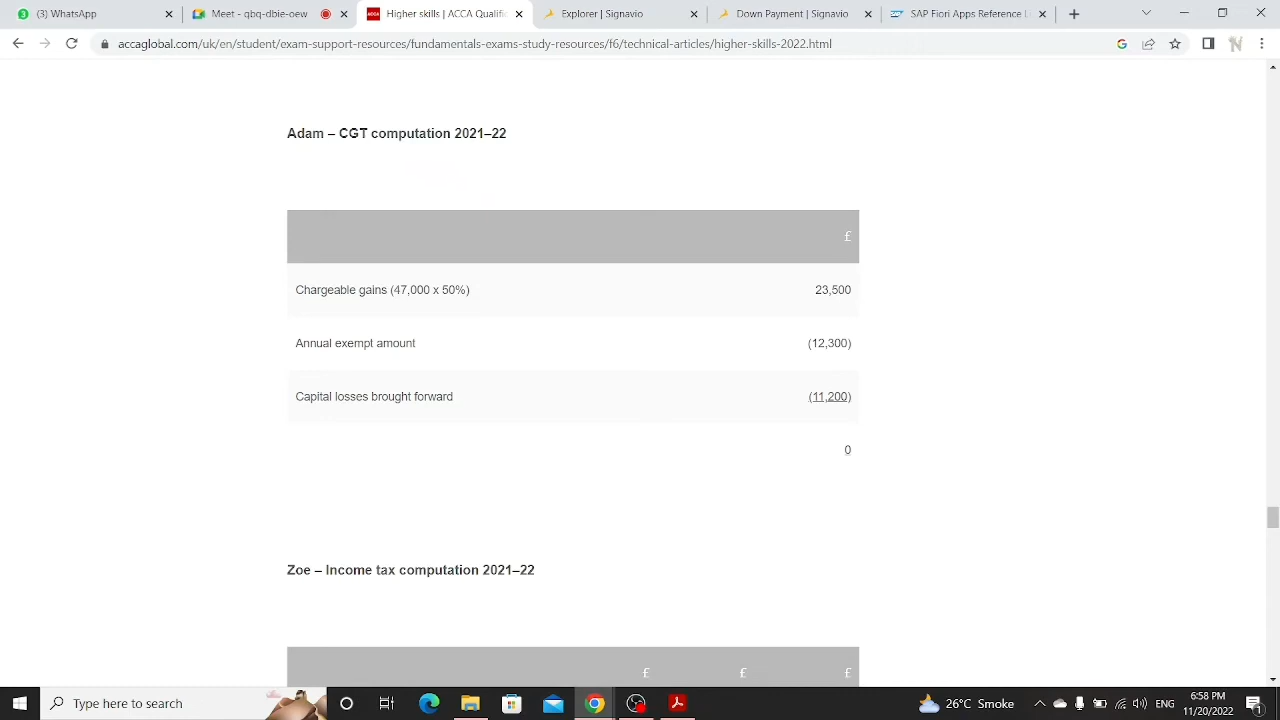 (3) WhatsApp
Meet - qbq-dbie-oew
Higher skills | ACCA Qualific
Explorer | Signavio
Down Payment | Signavio
SAP Fiori Apps Reference L
accaglobal.com/uk/en/student/exam-support-resources/fundamentals-exams-study-resources/f6/technical-articles/higher-skills-2022.html
Adam – CGT computation 2021–22
£
Chargeable gains (47,000 x 50%) 23,500
Annual exempt amount (12,300)
Capital losses brought forward (11,200)
0
Zoe – Income tax computation 2021–22
£ £ £
Type here to search
26°C Smoke
ENG
6:58 PM
11/20/2022